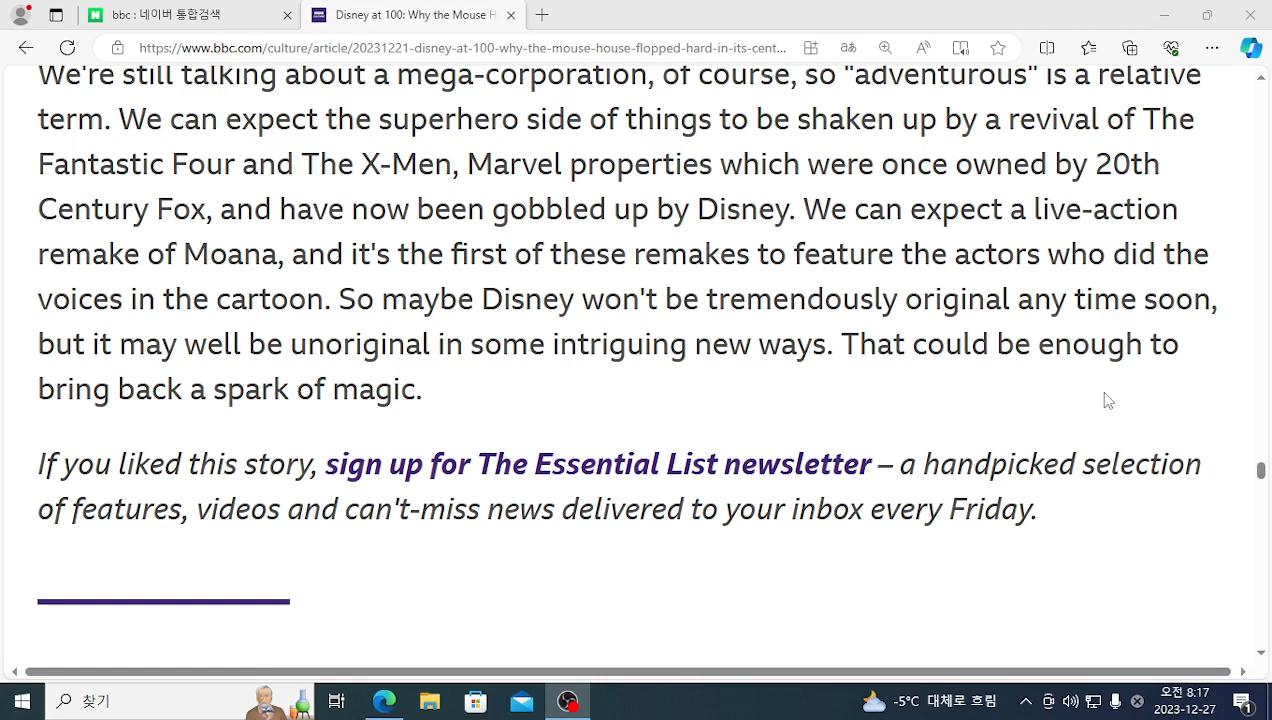 bbc : 네이버 통합검색
Disney at 100: Why the Mouse H
https://www.bbc.com/culture/article/20231221-disney-at-100-why-the-mouse-house-flopped-hard-in-its-cent...
We're still talking about a mega-corporation, of course, so "adventurous" is a relative
term. We can expect the superhero side of things to be shaken up by a revival of The
Fantastic Four and The X-Men, Marvel properties which were once owned by 20th
Century Fox, and have now been gobbled up by Disney. We can expect a live-action
remake of Moana, and it's the first of these remakes to feature the actors who did the
voices in the cartoon. So maybe Disney won't be tremendously original any time soon,
but it may well be unoriginal in some intriguing new ways. That could be enough to
bring back a spark of magic.
If you liked this story, sign up for The Essential List newsletter – a handpicked selection
of features, videos and can't-miss news delivered to your inbox every Friday.
찾기
-5°C 대체로 흐림
오전 8:17
2023-12-27
1